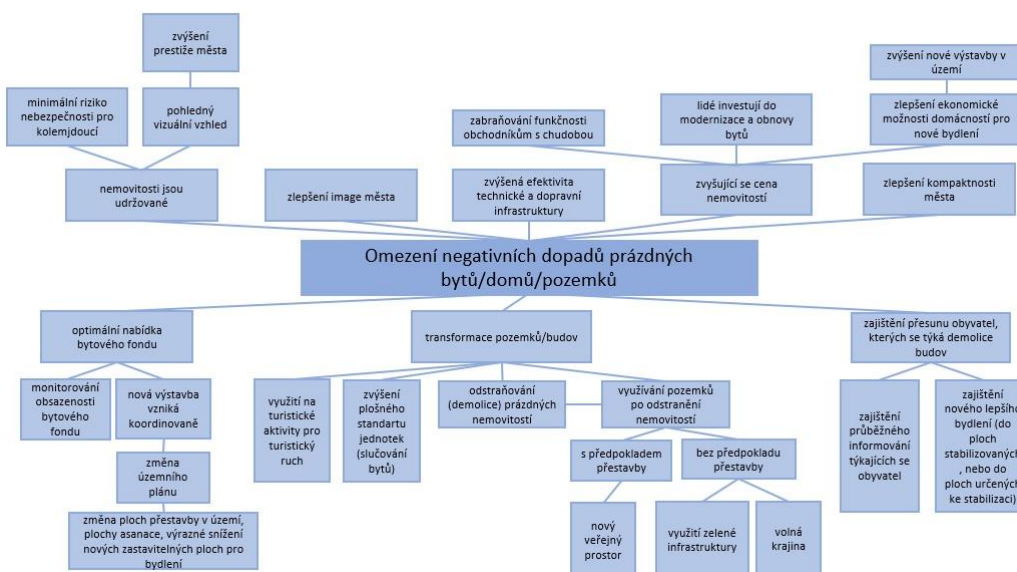 zvýšení
prestiže města
zvýšení nové výstavby v
území
minimální riziko
nebezpečnosti pro
kolemjdoucí
pohledný
vizuální vzhled
zabraňování funkčnosti
obchodníkům s chudobou
lidé investují do
modernizace a obnovy
bytů
zlepšení ekonomické
možnosti domácností pro
nové bydlení
nemovitosti jsou
udržované
zlepšení image města
zvýšená efektivita
technické a dopravní
infrastruktury
zvyšující se cena
nemovitostí
zlepšení kompaktnosti
města
Omezení negativních dopadů prázdných
bytů/domů/pozemků
optimální nabídka
bytového fondu
transformace pozemků/budov
zajištění přesunu obyvatel,
kterých se týká demolice
budov
monitorování
obsazenosti
bytového
fondu
nová výstavba
vzniká
koordinovaně
změna
územního
plánu
změna ploch přestavby v území,
plochy asanace, výrazné snížení
nových zastavitelných ploch pro
bydlení
využití na
turistické
aktivity pro
turistický
ruch
zvýšení
plošného
standartu
jednotek
(slučování
bytů)
odstraňování
(demolice) prázdných
nemovitostí
využívání pozemků
po odstranění
nemovitostí
s předpokladem
přestavby
bez předpokladu
přestavby
nový
veřejný
prostor
využití zelené
infrastruktury
volná
krajina
zajištění
průběžného
informování
týkajících se
obyvatel
zajištění
nového lepšího
bydlení (do
ploch
stabilizovaných
, nebo do
ploch určených
ke stabilizaci)